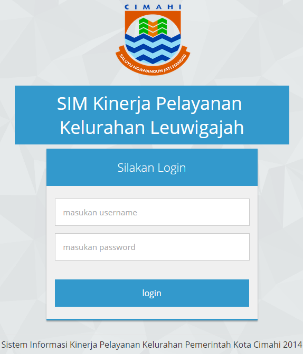 CIMAHI
SIM Kinerja Pelayanan
Kelurahan Leuwigajah
Silakan Login
masukan username
masukan password
login
Sistem Informasi Kinerja Pelayanan Kelurahan Pemerintah Kota Cimahi 2014